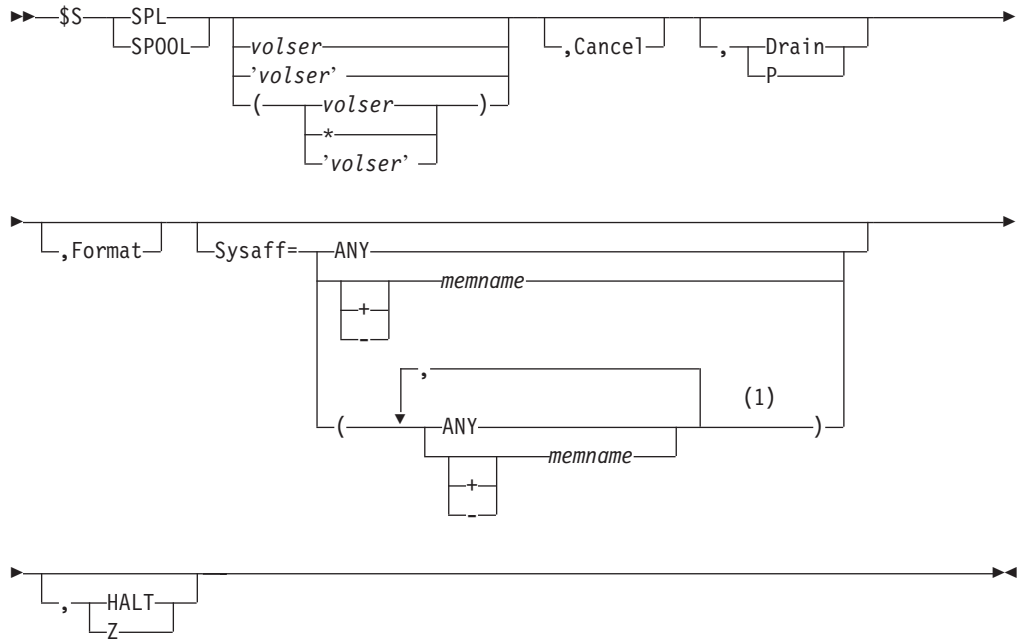 $S SPL
SPOOL
volser
'volser'
( volser )
*
'volser'
,Cancel
, Drain
P
,Format
Sysaff= ANY
memname
+
-
,
(1)
( ANY )
memname
+
-
, HALT
Z